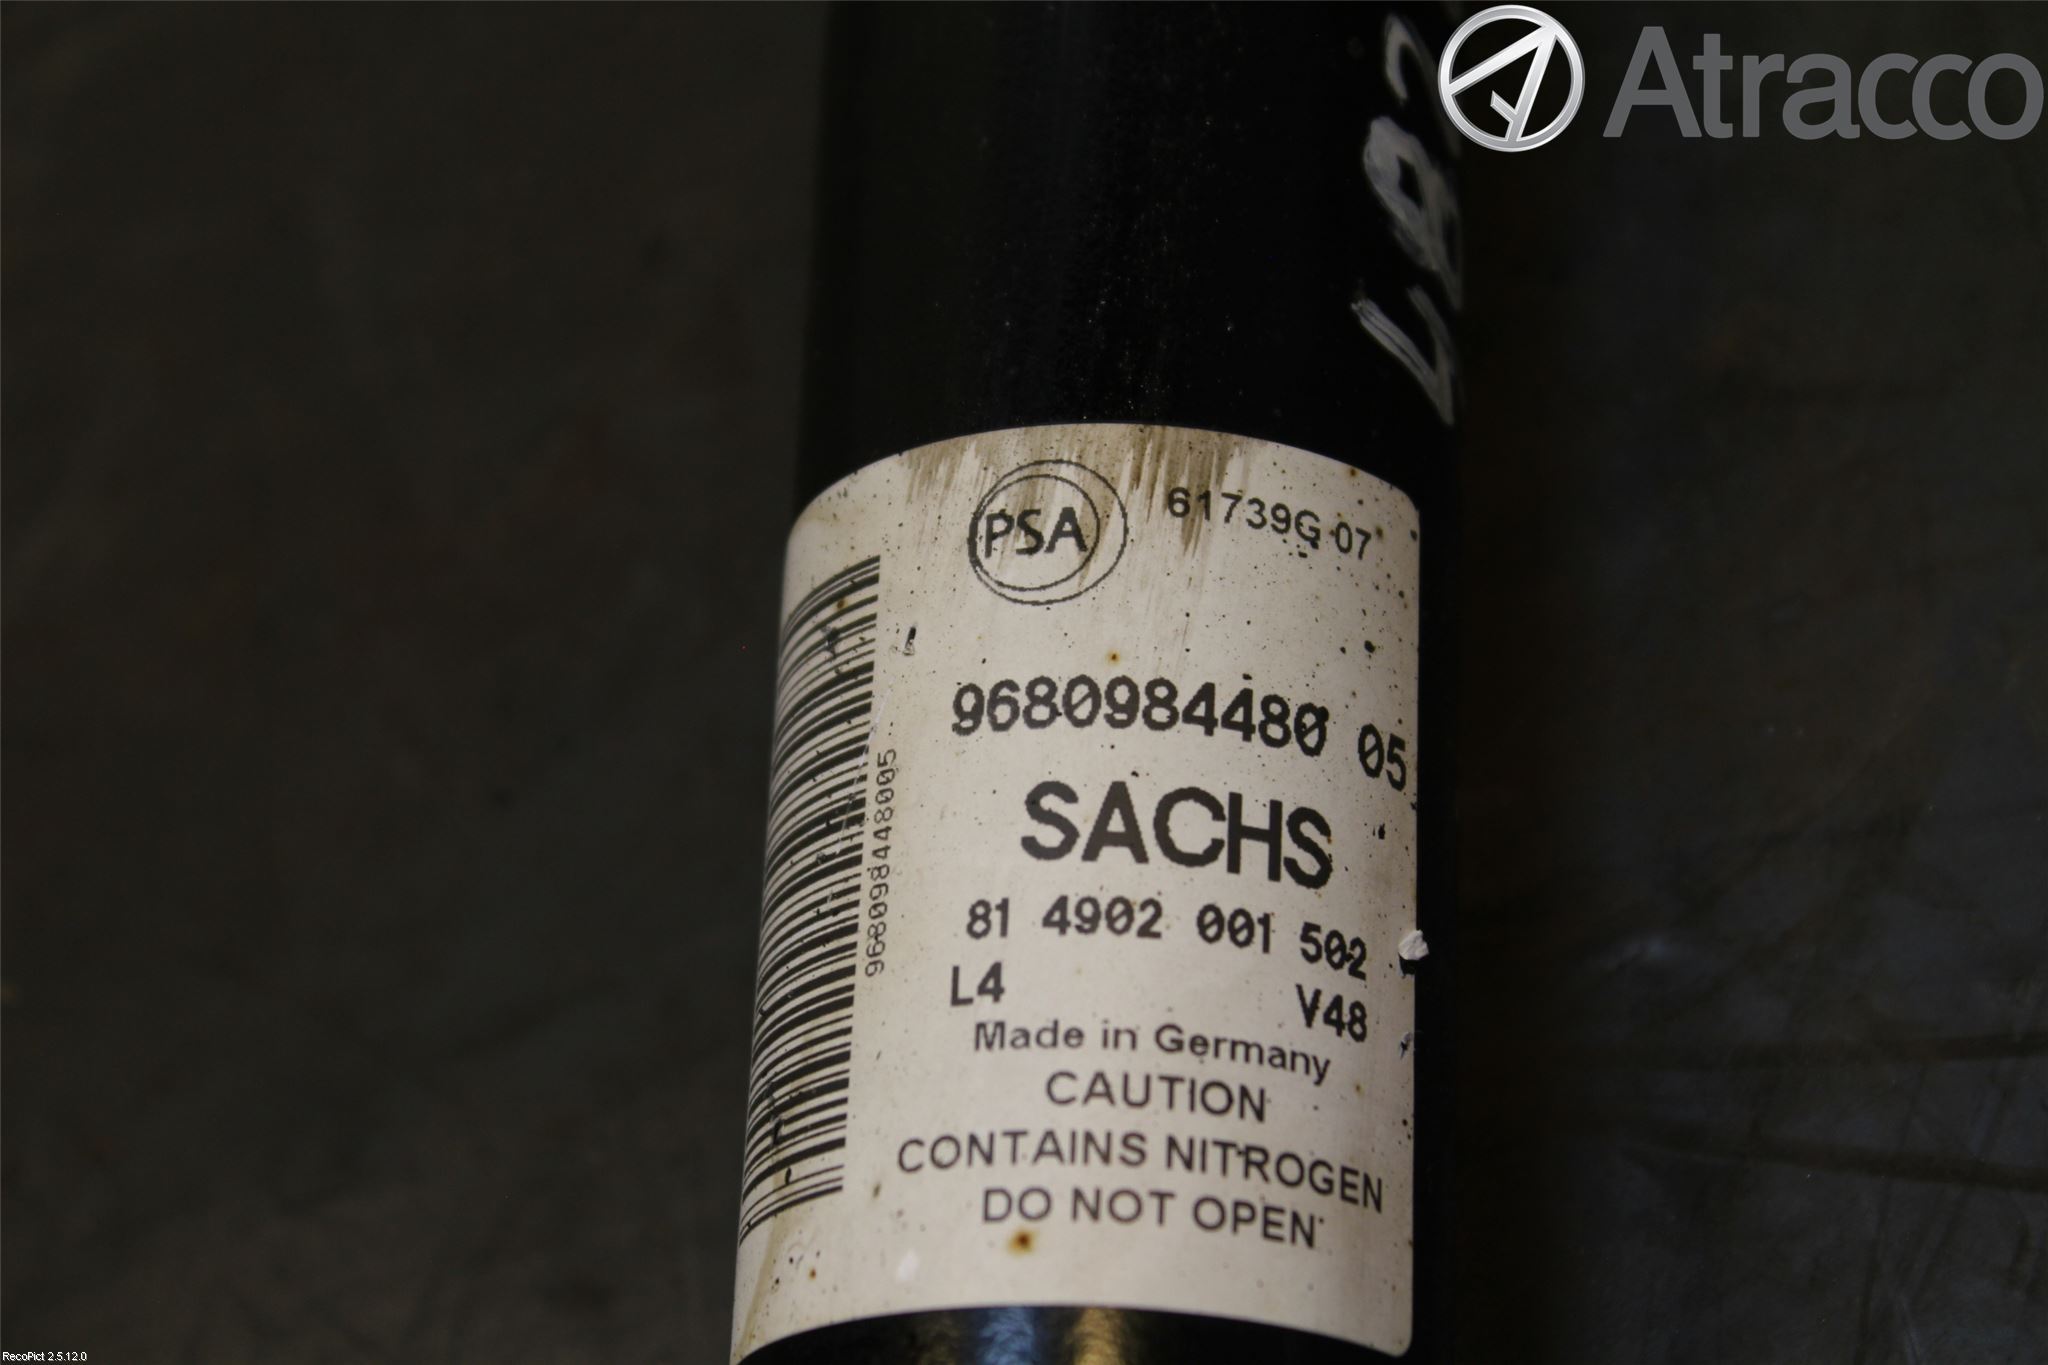 Atracco
PSA
61739G 07
9680984480 05
968098448005
SACHS
81 4902 001 502
L4 V48
Made in Germany
CAUTION
CONTAINS NITROGEN
DO NOT OPEN
RecoPict 2.5.12.0